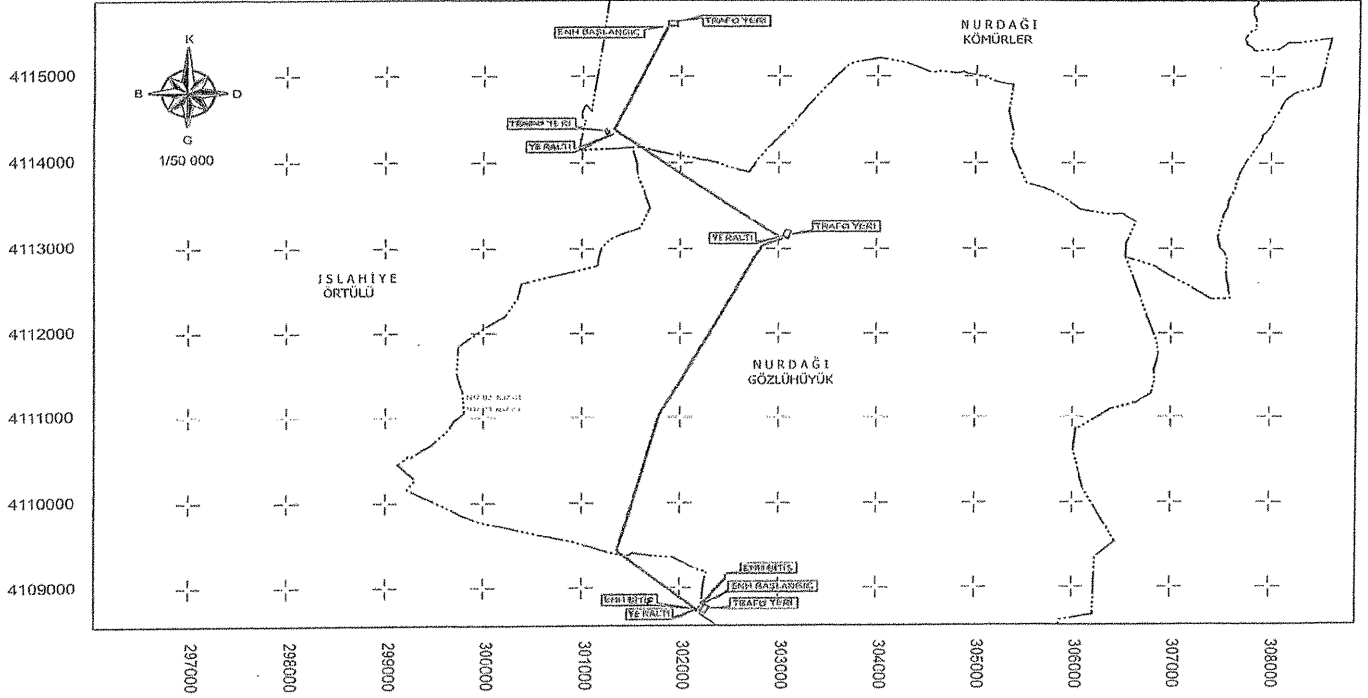 TRAFO YERİ
ENH BAŞLANGIÇ
NURDAĞI
KÖMÜRLER
K
B
D
G
1/50 000
4115000
TRAFO YERİ
YERALTI
4114000
YERALTI
TRAFO YERİ
4113000
ISLAHİYE
ÖRTÜLÜ
4112000
NURDAĞI
GÖZLÜHÜYÜK
4111000
4110000
ENH BİTİŞ
ENH BAŞLANGIÇ
4109000
ENH BİTİŞ
TRAFO YERİ
YERALTI
297000
298000
299000
300000
301000
302000
303000
304000
305000
306000
307000
308000